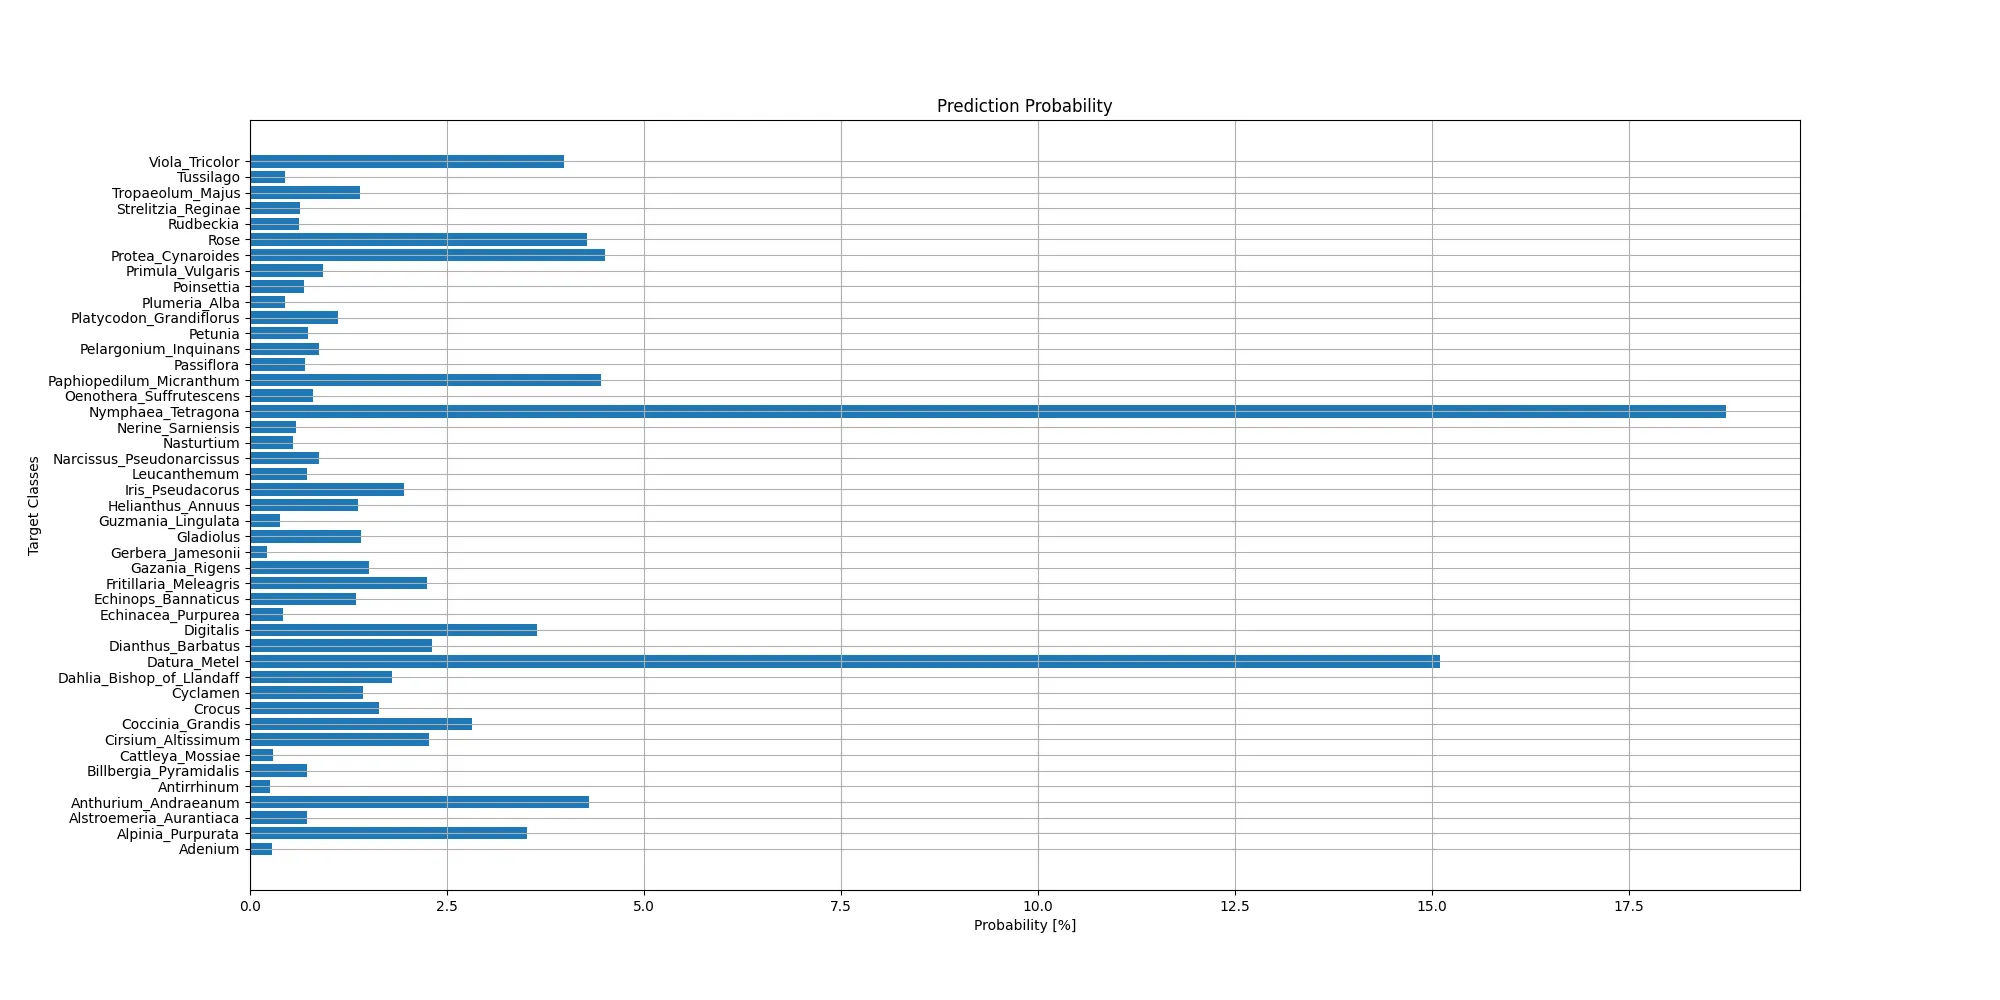 Prediction Probability
Viola_Tricolor
Tussilago
Tropaeolum_Majus
Strelitzia_Reginae
Rudbeckia
Rose
Protea_Cynaroides
Primula_Vulgaris
Poinsettia
Plumeria_Alba
Platycodon_Grandiflorus
Petunia
Pelargonium_Inquinans
Passiflora
Paphiopedilum_Micranthum
Oenothera_Suffrutescens
Nymphaea_Tetragona
Nerine_Sarniensis
Nasturtium
Narcissus_Pseudonarcissus
Leucanthemum
Iris_Pseudacorus
Helianthus_Annuus
Guzmania_Lingulata
Gladiolus
Gerbera_Jamesonii
Gazania_Rigens
Fritillaria_Meleagris
Echinops_Bannaticus
Echinacea_Purpurea
Digitalis
Dianthus_Barbatus
Datura_Metel
Dahlia_Bishop_of_Llandaff
Cyclamen
Crocus
Coccinia_Grandis
Cirsium_Altissimum
Cattleya_Mossiae
Billbergia_Pyramidalis
Antirrhinum
Anthurium_Andraeanum
Alstroemeria_Aurantiaca
Alpinia_Purpurata
Adenium
Target Classes
0.0 2.5 5.0 7.5 10.0 12.5 15.0 17.5
Probability [%]